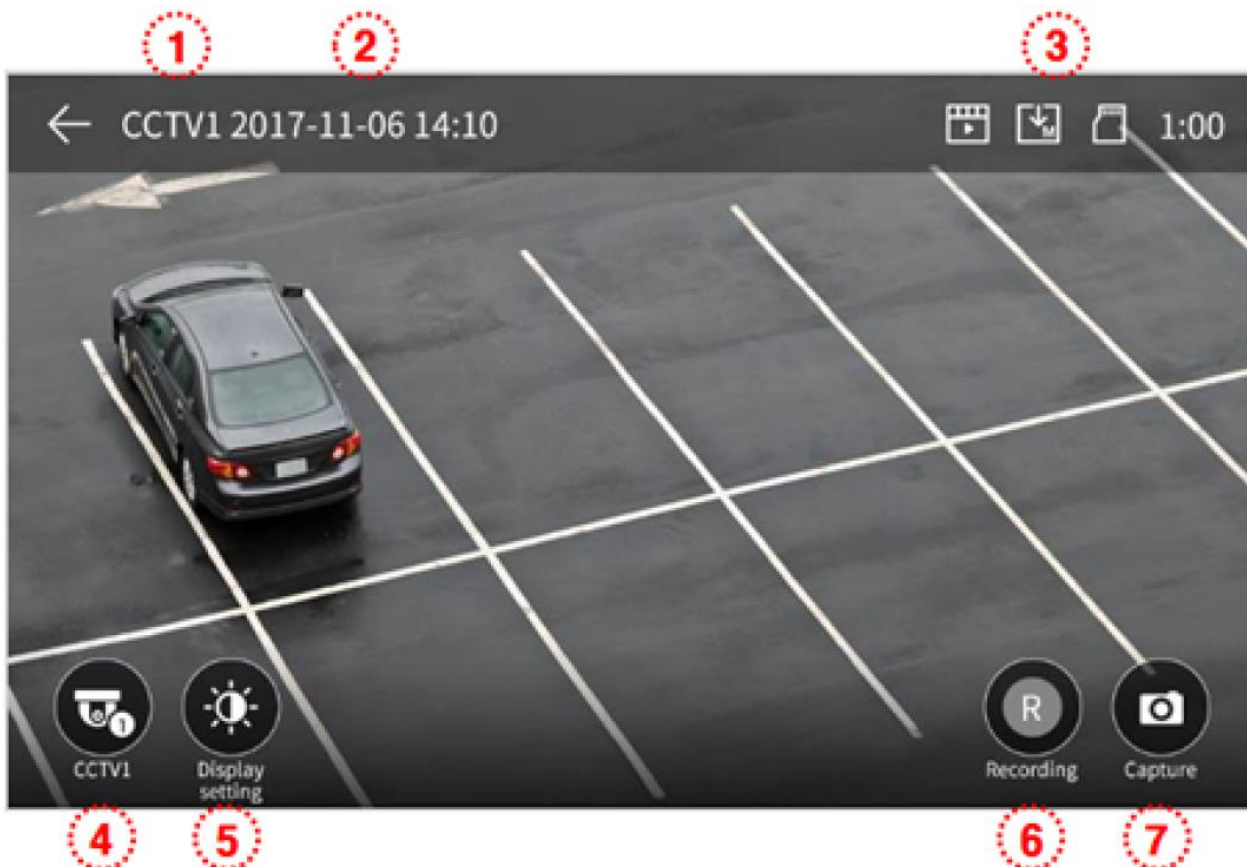 1 2 3
CCTV1 2017-11-06 14:10 1:00
M
1
R
CCTV1 Display setting Recording Capture
4 5 6 7